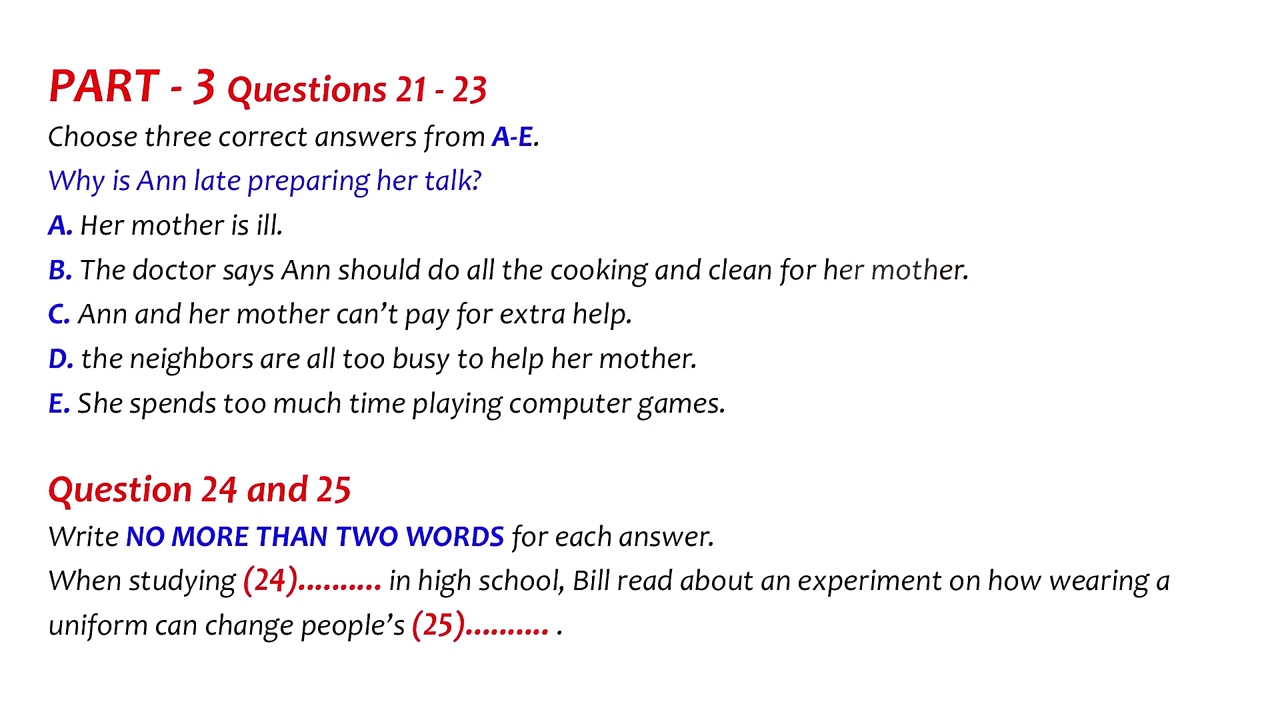 PART - 3 Questions 21 - 23
Choose three correct answers from A-E.
Why is Ann late preparing her talk?
A. Her mother is ill.
B. The doctor says Ann should do all the cooking and clean for her mother.
C. Ann and her mother can’t pay for extra help.
D. the neighbors are all too busy to help her mother.
E. She spends too much time playing computer games.
Question 24 and 25
Write NO MORE THAN TWO WORDS for each answer.
When studying (24).......... in high school, Bill read about an experiment on how wearing a
uniform can change people’s (25).......... .